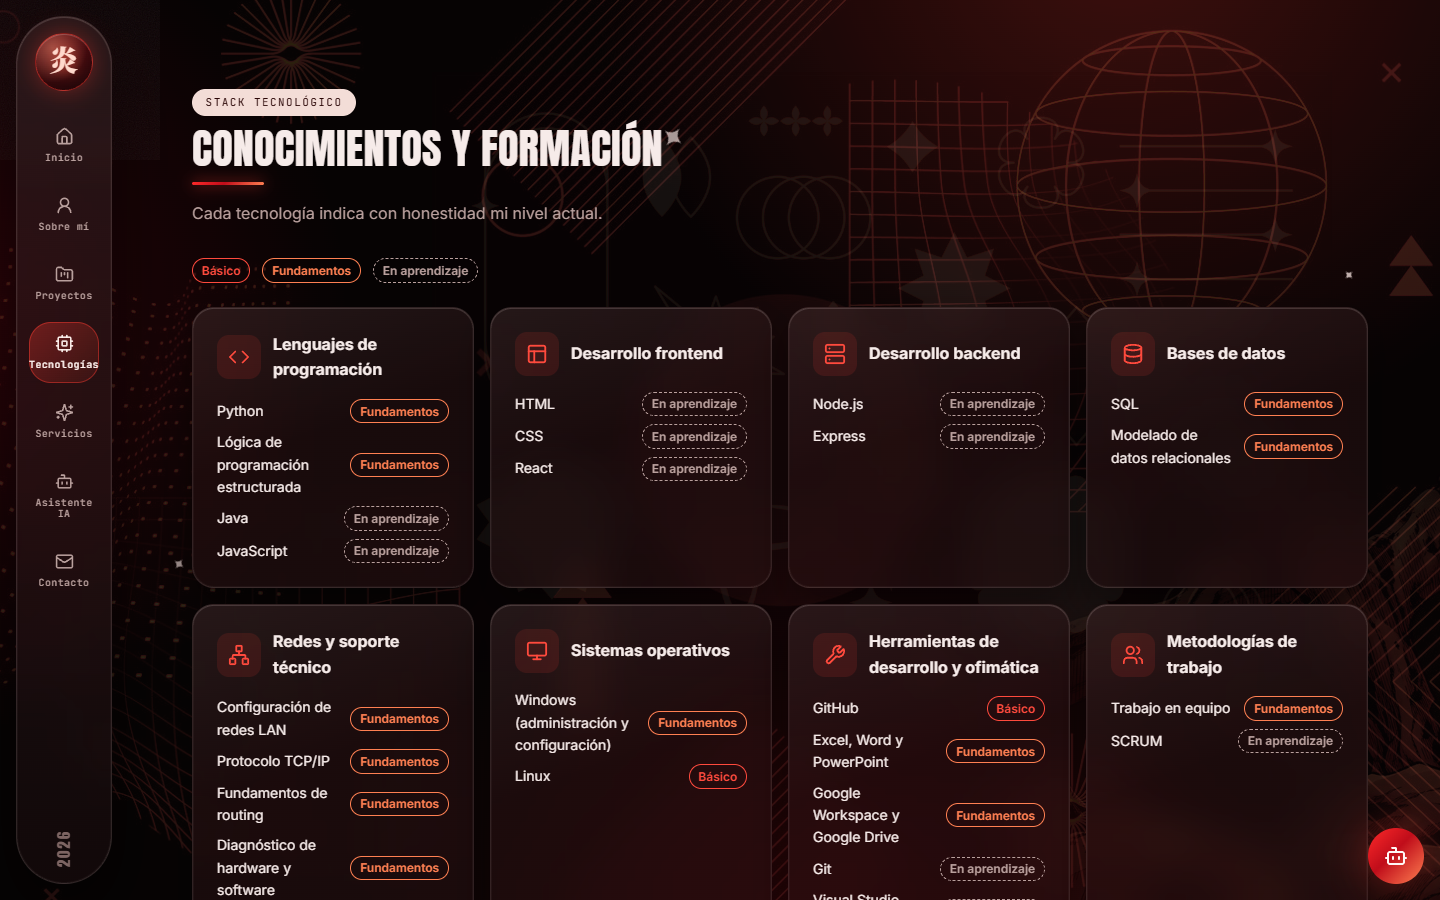 炎
Inicio
Sobre mí
Proyectos
Tecnologías
Servicios
Asistente
IA
Contacto
2026
STACK TECNOLÓGICO
CONOCIMIENTOS Y FORMACIÓN
Cada tecnología indica con honestidad mi nivel actual.
Básico
Fundamentos
En aprendizaje
Lenguajes de
programación
Python
Fundamentos
Lógica de
programación
estructurada
Fundamentos
Java
En aprendizaje
JavaScript
En aprendizaje
Desarrollo frontend
HTML
En aprendizaje
CSS
En aprendizaje
React
En aprendizaje
Desarrollo backend
Node.js
En aprendizaje
Express
En aprendizaje
Bases de datos
SQL
Fundamentos
Modelado de
datos relacionales
Fundamentos
Redes y soporte
técnico
Configuración de
redes LAN
Fundamentos
Protocolo TCP/IP
Fundamentos
Fundamentos de
routing
Fundamentos
Diagnóstico de
hardware y
software
Fundamentos
Sistemas operativos
Windows
(administración y
configuración)
Fundamentos
Linux
Básico
Herramientas de
desarrollo y ofimática
GitHub
Básico
Excel, Word y
PowerPoint
Fundamentos
Google
Workspace y
Google Drive
Fundamentos
Git
En aprendizaje
Visual Studio
Metodologías de
trabajo
Trabajo en equipo
Fundamentos
SCRUM
En aprendizaje